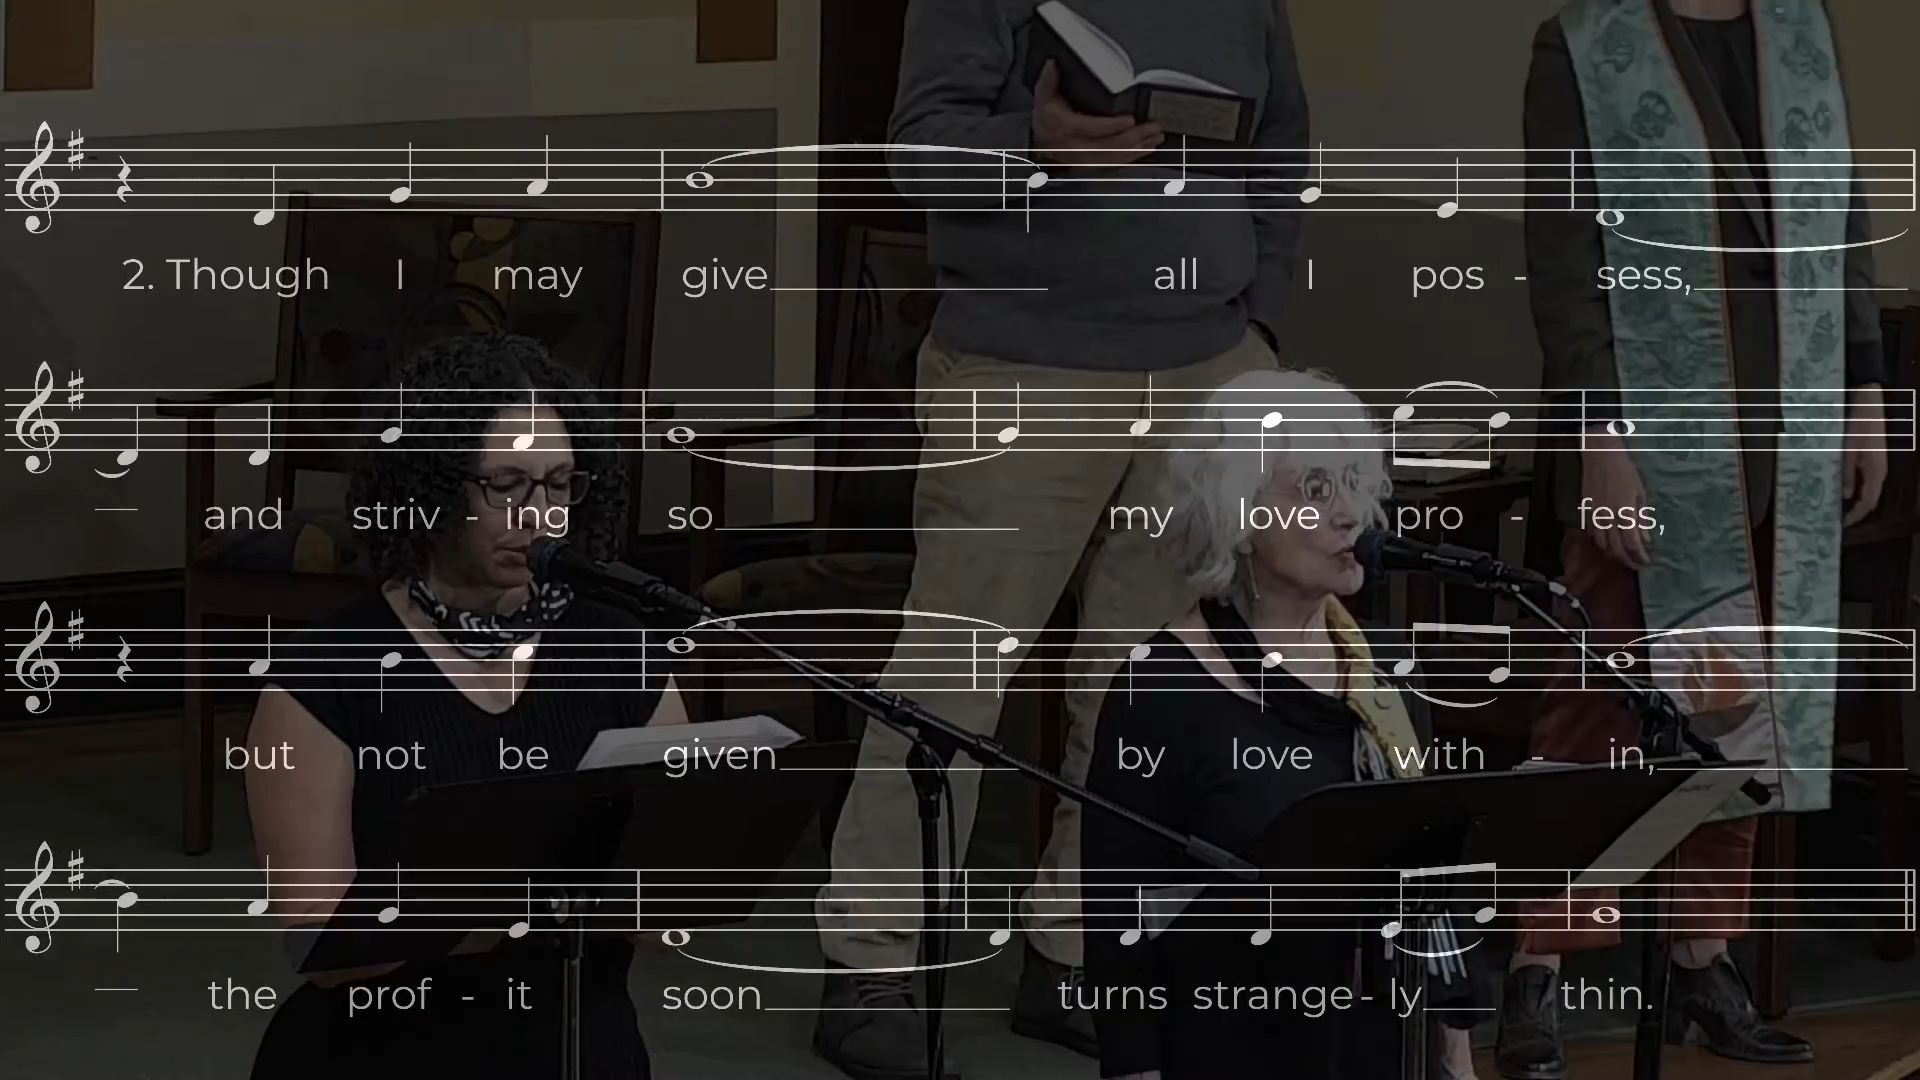 2. Though I may give all I pos - sess,
and striv - ing so my love pro - fess,
but not be given by love with - in,
the prof - it soon turns strange - ly thin.